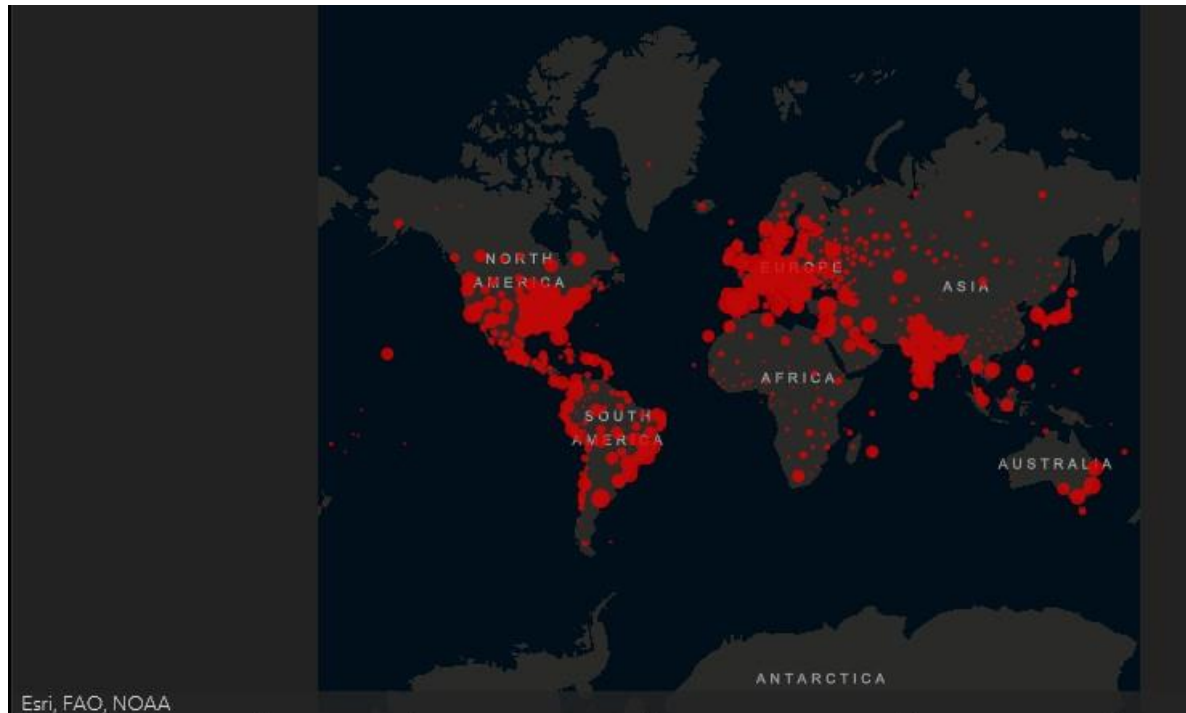 NORTH
AMERICA
EUROPE
ASIA
AFRICA
SOUTH
AMERICA
AUSTRALIA
ANTARCTICA
Esri, FAO, NOAA